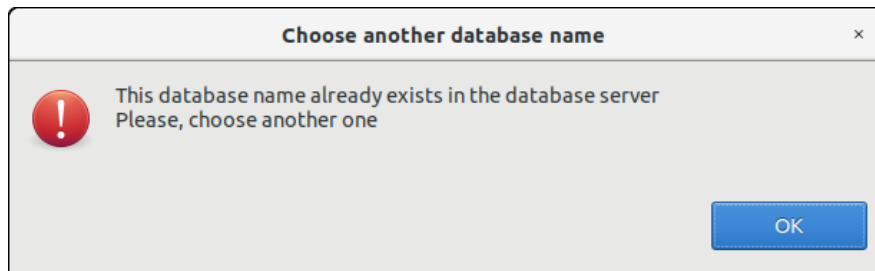 Choose another database name
This database name already exists in the database server
Please, choose another one
OK